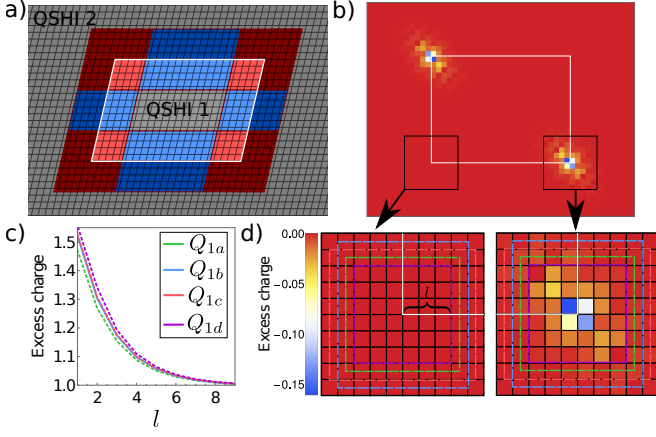 a)
QSHI 2
QSHI 1
b)
c)
Excess charge
1.5
1.4
1.3
1.2
1.1
1.0
2
4
6
8
l
Q1a
Q1b
Q1c
Q1d
d)
Excess charge
0.00
-0.05
-0.10
-0.15
l